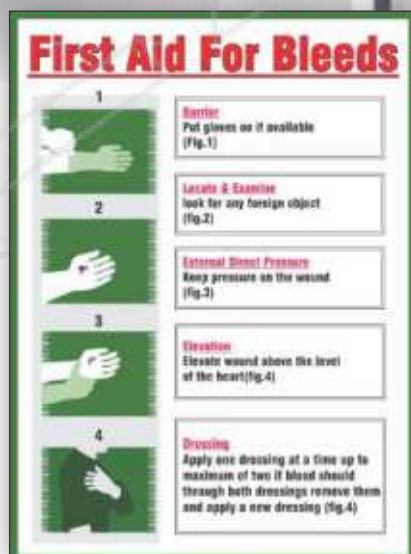 First Aid For Bleeds
1
Barrier
Put gloves on if available
(Fig.1)
Locate & Examine
look for any foreign object
(fig.2)
2
External Direct Pressure
Keep pressure on the wound
(fig.3)
3
Elevation
Elevate wound above the level
of the heart(fig.4)
4
Dressing
Apply one dressing at a time up to
maximum of two if blood should
through both dressings remove them
and apply a new dressing (fig.4)